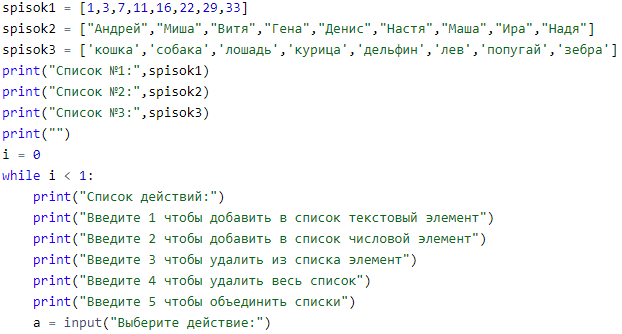 spisok1 = [1,3,7,11,16,22,29,33]
spisok2 = ["Андрей","Миша","Витя","Гена","Денис","Настя","Маша","Ира","Надя"]
spisok3 = ['кошка','собака','лошадь','курица','дельфин','лев','попугай','зебра']
print("Список №1:",spisok1)
print("Список №2:",spisok2)
print("Список №3:",spisok3)
print("")
i = 0
while i < 1:
    print("Список действий:")
    print("Введите 1 чтобы добавить в список текстовый элемент")
    print("Введите 2 чтобы добавить в список числовой элемент")
    print("Введите 3 чтобы удалить из списка элемент")
    print("Введите 4 чтобы удалить весь список")
    print("Введите 5 чтобы объединить списки")
    a = input("Выберите действие:")